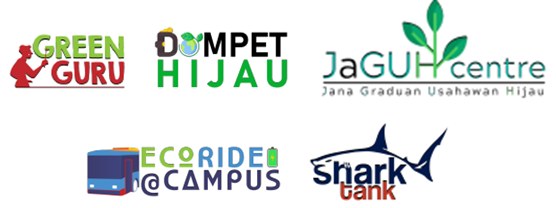 GREEN
GURU
DOMPET
HIJAU
JaGUH centre
Jana Graduan Usahawan Hijau
ECORIDE
@CAMPUS
shark
tank